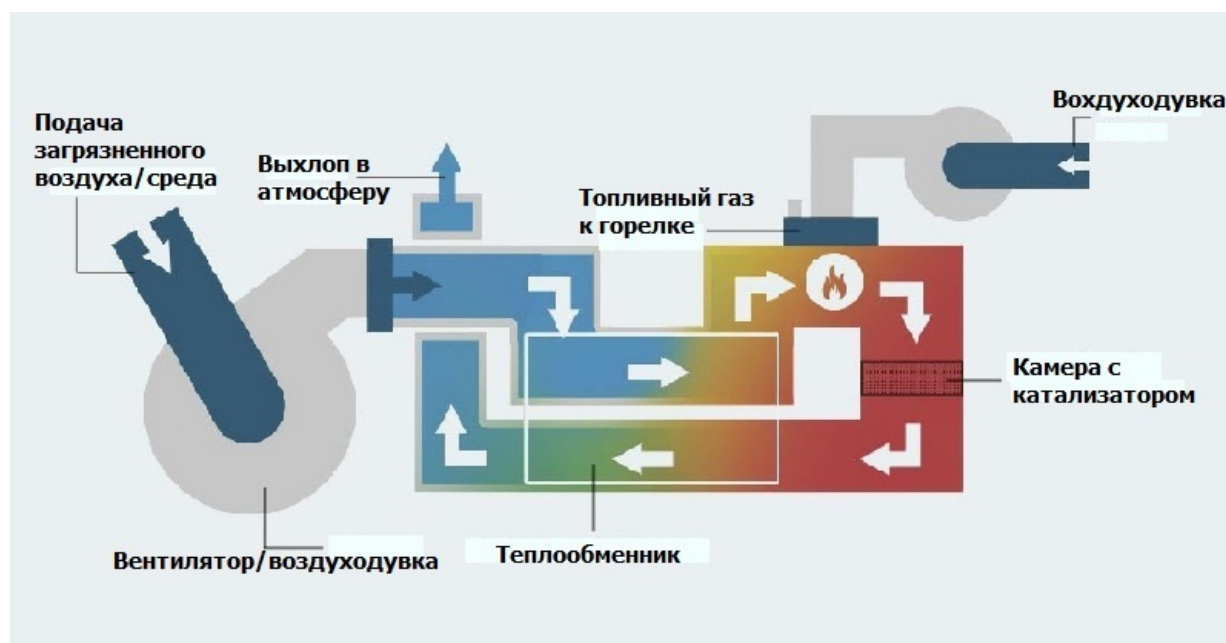 Вохдуходувка
Подача
загрязненного
воздуха/среда
Выхлоп в
атмосферу
Топливный газ
к горелке
Камера с
катализатором
Теплообменник
Вентилятор/воздуходувка